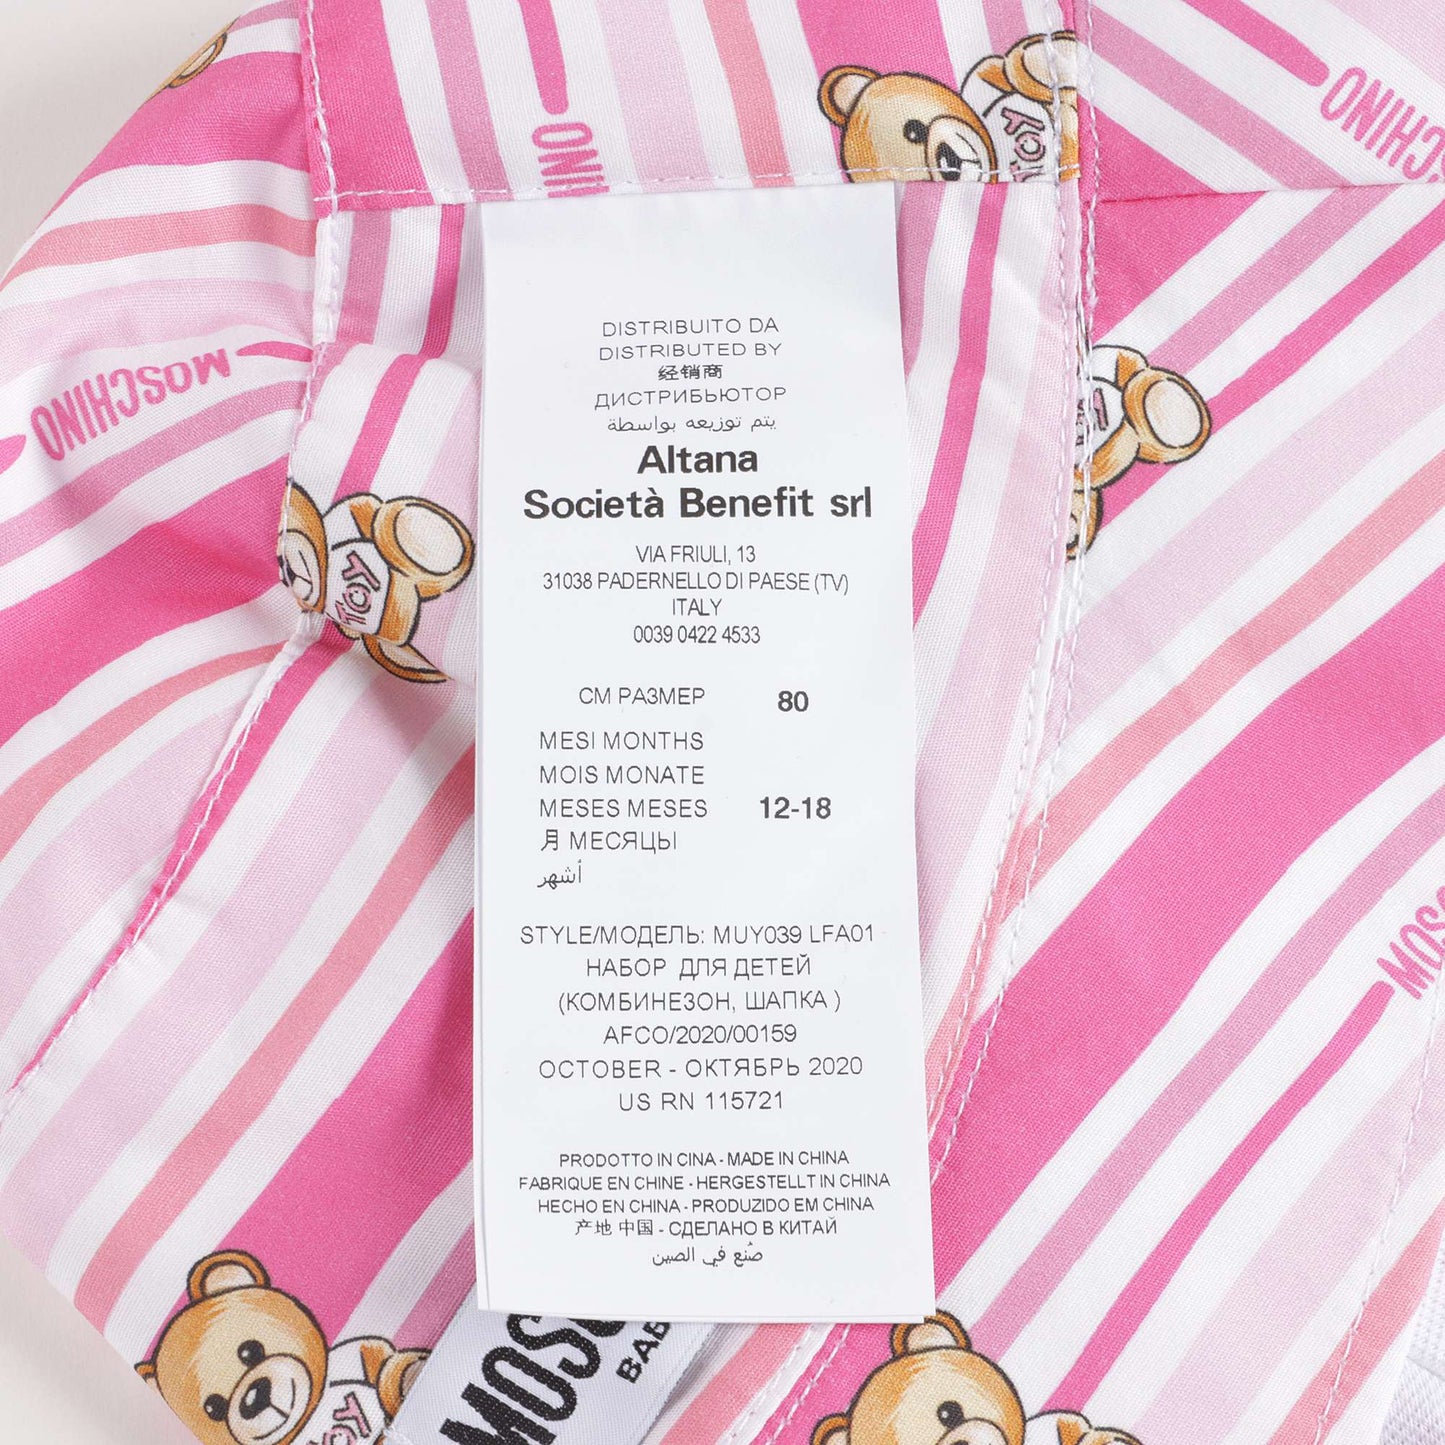 DISTRIBUITO DA
DISTRIBUTED BY
经销商
ДИСТРИБЬЮТОР
يتم توزيعه بواسطة
Altana
Società Benefit srl
VIA FRIULI, 13
31038 PADERNELLO DI PAESE (TV)
ITALY
0039 0422 4533
СМ РАЗМЕР 80
MESI MONTHS
MOIS MONATE
MESES MESES 12-18
月 МЕСЯЦЫ
أشهر
STYLE/МОДЕЛЬ: MUY039 LFA01
НАБОР ДЛЯ ДЕТЕЙ
(КОМБИНЕЗОН, ШАПКА )
AFCO/2020/00159
OCTOBER - ОКТЯБРЬ 2020
US RN 115721
PRODOTTO IN CINA - MADE IN CHINA
FABRIQUE EN CHINE - HERGESTELLT IN CHINA
HECHO EN CHINA - PRODUZIDO EM CHINA
产地 中国 - СДЕЛАНО В КИТАЙ
صُنع في الصين
MOSCHINO
MOSCHINO
TOY
TOY
TOY